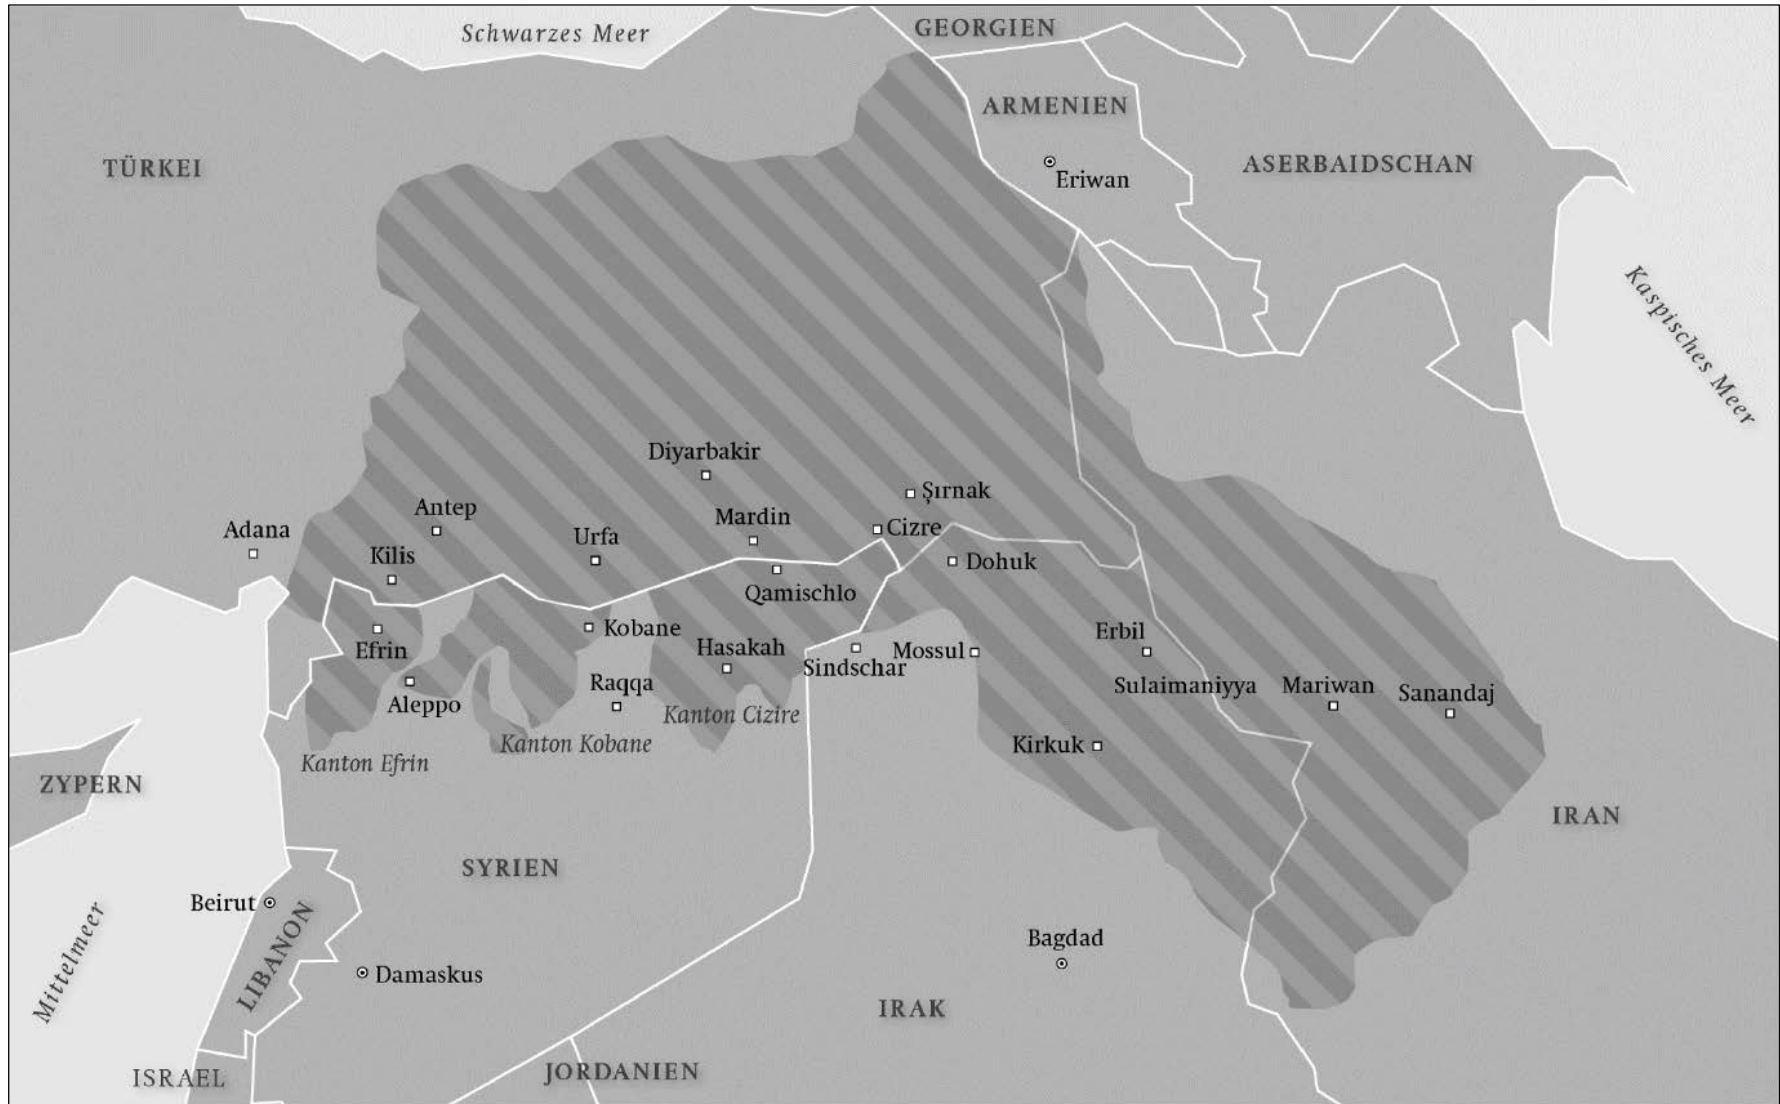 Schwarzes Meer
GEORGIEN
ARMENIEN
TÜRKEI
ASERBAIDSCHAN
Eriwan
Kaspisches Meer
Diyarbakir
Şırnak
Antep
Mardin
Adana
Urfa
Cizre
Kilis
Dohuk
Qamischlo
Kobane
Erbil
Efrin
Hasakah
Sindschar
Mossul
Raqqa
Sulaimaniyya
Mariwan
Sanandaj
Aleppo
Kanton Cizire
Kanton Kobane
Kirkuk
Kanton Efrin
ZYPERN
IRAN
SYRIEN
Beirut
LIBANON
Mittelmeer
Bagdad
Damaskus
IRAK
ISRAEL
JORDANIEN